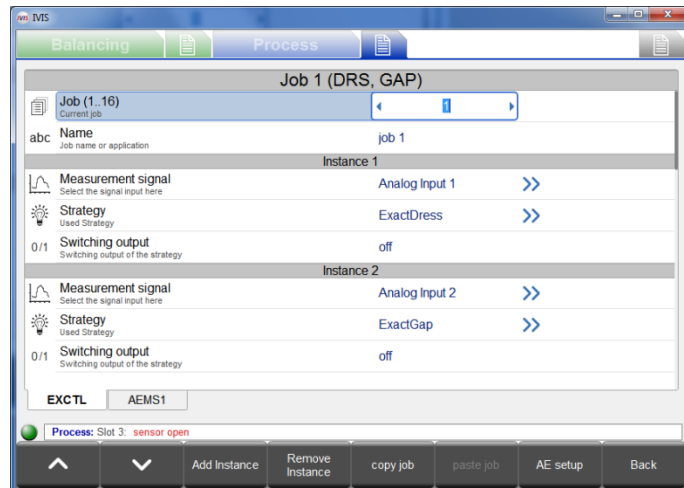 IVIS
Balancing
Process
Job 1 (DRS, GAP)
Job (1..16)
Current job
1
abc
Name
Job name or application
job 1
Instance 1
Measurement signal
Select the signal input here
Analog Input 1
Strategy
Used Strategy
ExactDress
0/1
Switching output
Switching output of the strategy
off
Instance 2
Measurement signal
Select the signal input here
Analog Input 2
Strategy
Used Strategy
ExactGap
0/1
Switching output
Switching output of the strategy
off
EXCTL AEMS1
Process: Slot 3: sensor open
Add Instance
Remove
Instance
copy job
paste job
AE setup
Back